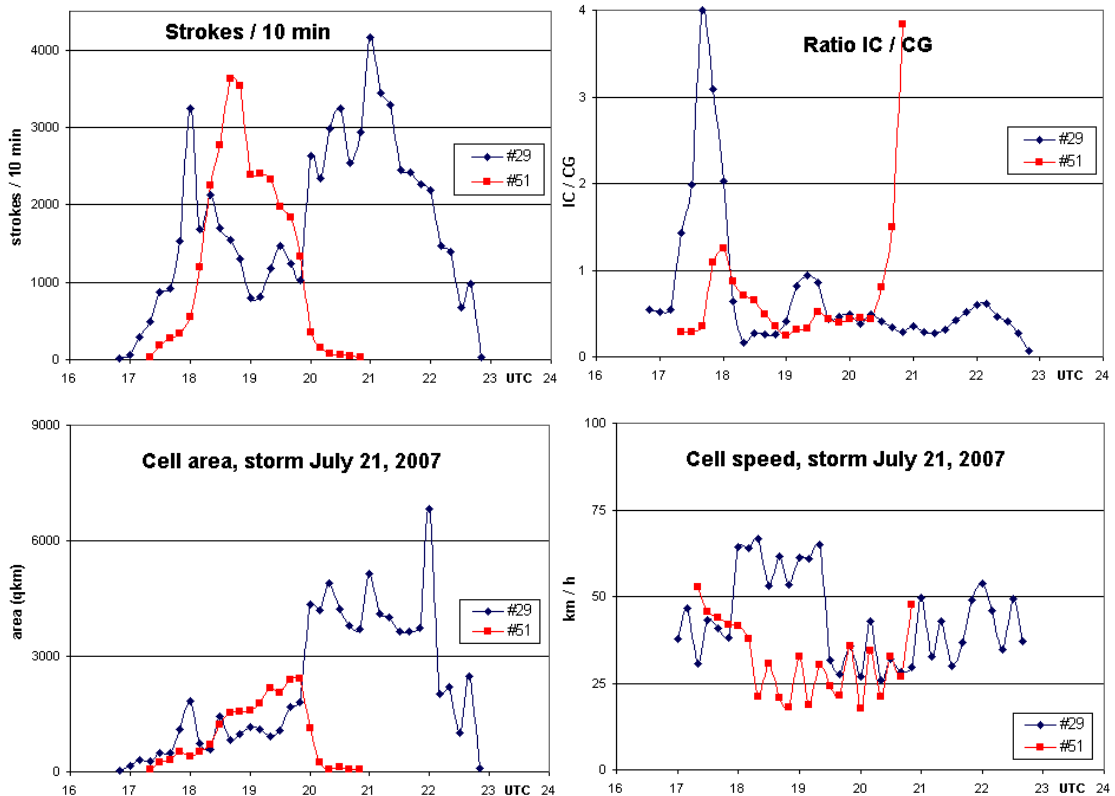 Strokes / 10 min
strokes / 10 min
4000
3000
2000
1000
0
16 17 18 19 20 21 22 UTC 24
#29
#51
Ratio IC / CG
IC / CG
4
3
2
1
0
16 17 18 19 20 21 22 UTC 24
#29
#51
Cell area, storm July 21, 2007
area (qkm)
9000
6000
3000
0
16 17 18 19 20 21 22 23 UTC 24
#29
#51
Cell speed, storm July 21, 2007
km / h
100
75
50
25
0
16 17 18 19 20 21 22 23 UTC 24
#29
#51